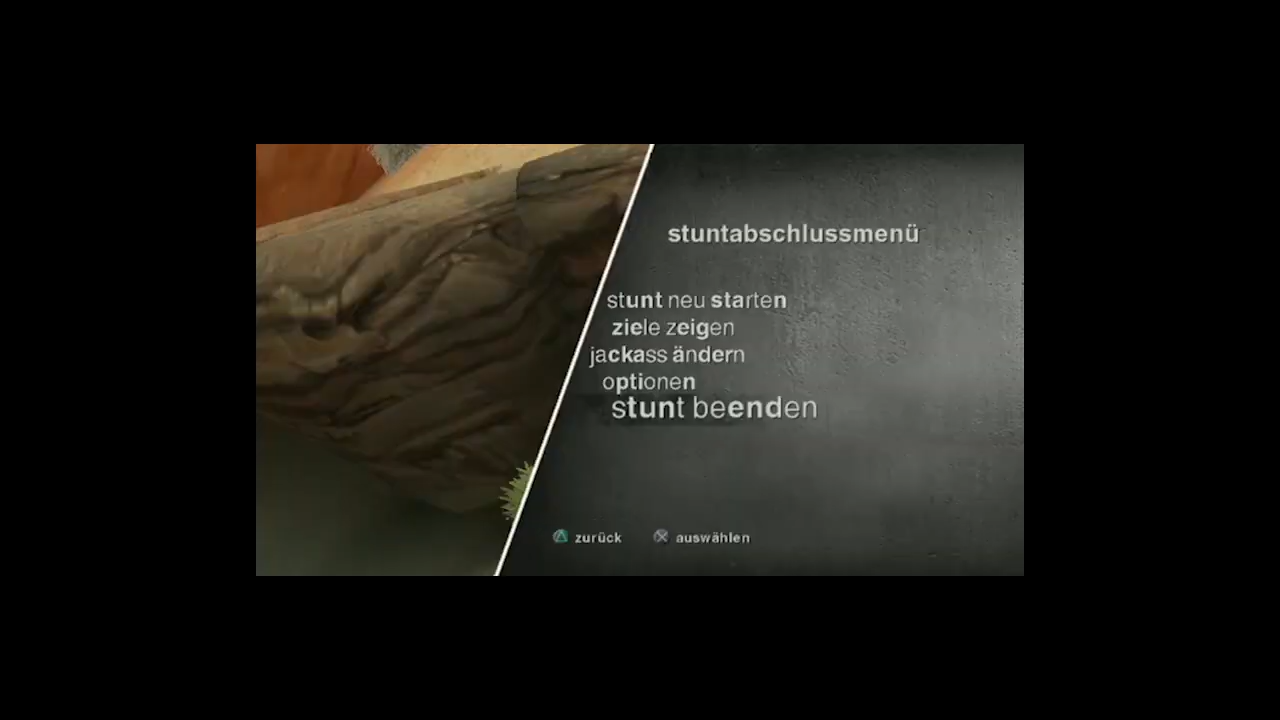 stuntabschlussmenü
stunt neu starten
ziele zeigen
jackass ändern
optionen
stunt beenden
zurück auswählen